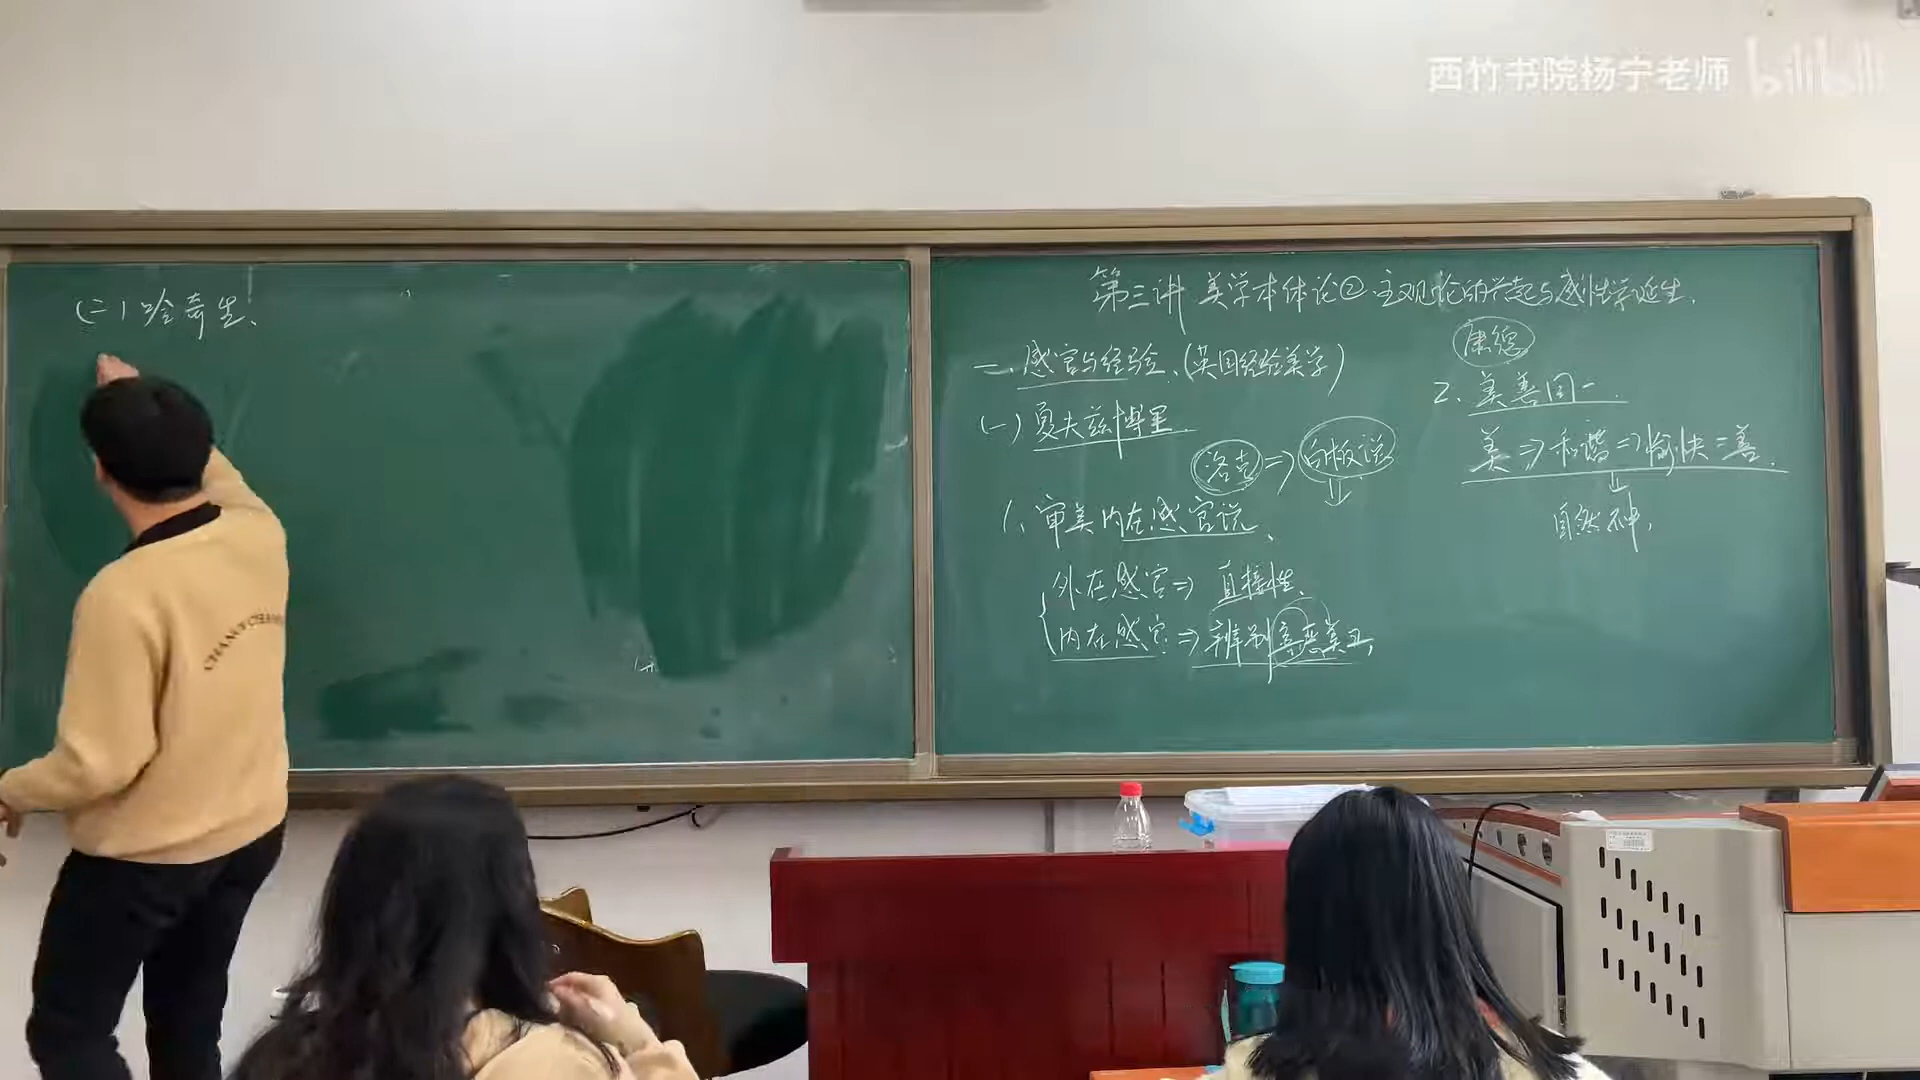 西竹书院杨宁老师 bilibili
(二)哈奇生、
第三讲 美学本体论②:主观论的兴起与感性学诞生.
一、感官与经验、(英国经验美学)
(一)夏夫兹博里.
洛克⇒白板说
⇓
1、审美内在感官说、
外在感官⇒直接性、
内在感官⇒辨别善恶美丑,
康德
2、美善同一.
美⇒和谐⇒愉快=善.
⇓
自然神,